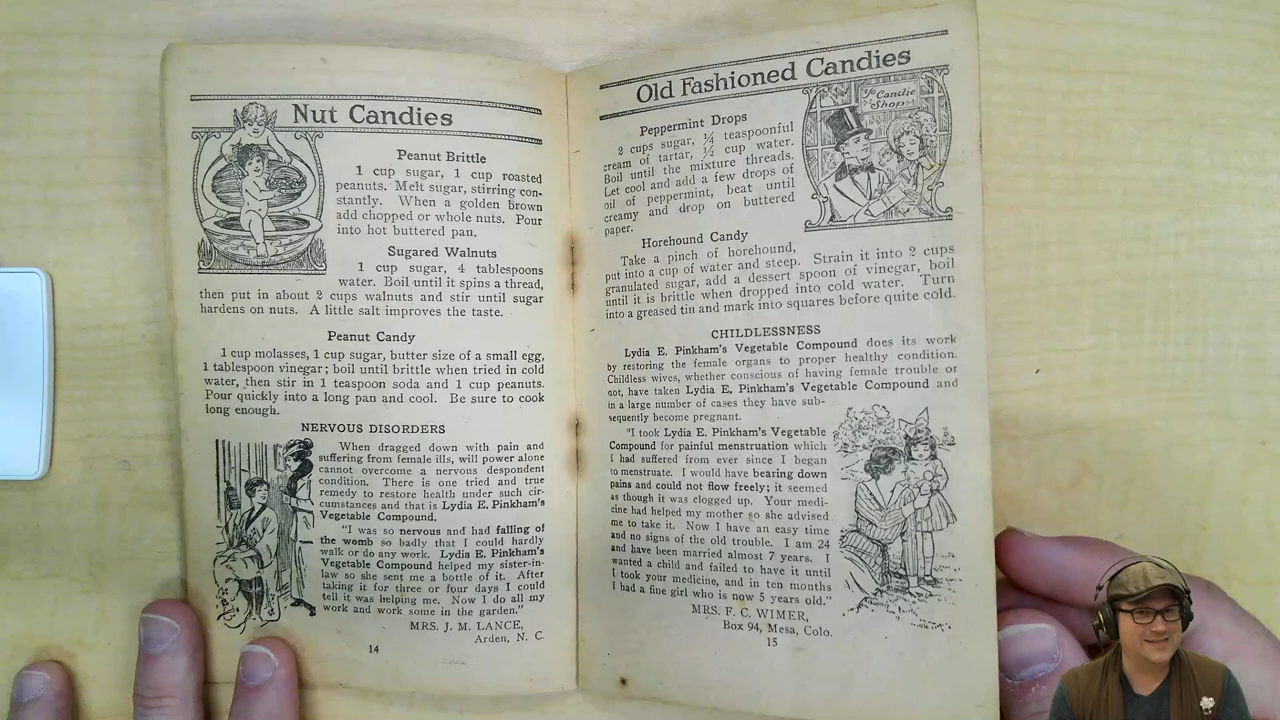 Nut Candies
Peanut Brittle
1 cup sugar, 1 cup roasted
peanuts. Melt sugar, stirring con-
stantly. When a golden brown
add chopped or whole nuts. Pour
into hot buttered pan.
Sugared Walnuts
1 cup sugar, 4 tablespoons
water. Boil until it spins a thread,
then put in about 2 cups walnuts and stir until sugar
hardens on nuts. A little salt improves the taste.
Peanut Candy
1 cup molasses, 1 cup sugar, butter size of a small egg,
1 tablespoon vinegar; boil until brittle when tried in cold
water, then stir in 1 teaspoon soda and 1 cup peanuts.
Pour quickly into a long pan and cool. Be sure to cook
long enough.
NERVOUS DISORDERS
When dragged down with pain and
suffering from female ills, will power alone
cannot overcome a nervous despondent
condition. There is one tried and true
remedy to restore health under such cir-
cumstances and that is Lydia E. Pinkham's
Vegetable Compound.
"I was so nervous and had falling of
the womb so badly that I could hardly
walk or do any work. Lydia E. Pinkham's
Vegetable Compound helped my sister-in-
law so she sent me a bottle of it. After
taking it for three or four days I could
tell it was helping me. Now I do all my
work and work some in the garden."
MRS. J. M. LANCE,
Arden, N. C.
14
Old Fashioned Candies
Ye Candie
Shop
Peppermint Drops
2 cups sugar, ¼ teaspoonful
cream of tartar, ½ cup water.
Boil until the mixture threads.
Let cool and add a few drops of
oil of peppermint, beat until
creamy and drop on buttered
paper.
Horehound Candy
Take a pinch of horehound,
put into a cup of water and steep. Strain it into 2 cups
granulated sugar, add a dessert spoon of vinegar, boil
until it is brittle when dropped into cold water. Turn
into a greased tin and mark into squares before quite cold.
CHILDLESSNESS
Lydia E. Pinkham's Vegetable Compound does its work
by restoring the female organs to proper healthy condition.
Childless wives, whether conscious of having female trouble or
not, have taken Lydia E. Pinkham's Vegetable Compound and
in a large number of cases they have sub-
sequently become pregnant.
"I took Lydia E. Pinkham's Vegetable
Compound for painful menstruation which
I had suffered from ever since I began
to menstruate. I would have bearing down
pains and could not flow freely; it seemed
as though it was clogged up. Your medi-
cine had helped my mother so she advised
me to take it. Now I have an easy time
and no signs of the old trouble. I am 24
and have been married almost 7 years. I
wanted a child and failed to have it until
I took your medicine, and in ten months
I had a fine girl who is now 5 years old."
MRS. F. C. WIMER,
Box 94, Mesa, Colo.
15